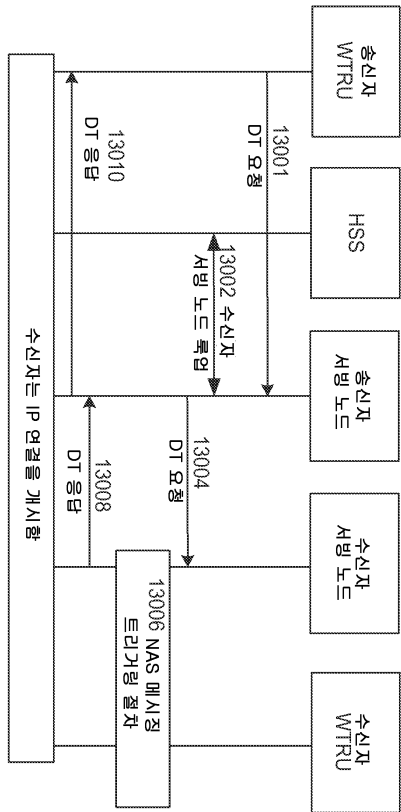 송신자
WTRU
HSS
송신자
서빙 노드
수신자
서빙 노드
수신자
WTRU
13001
DT 요청
13002 수신자
서빙 노드 룩업
13004
DT 요청
13006 NAS 메시징
트리거링 절차
13008
DT 응답
13010
DT 응답
수신자는 IP 연결을 개시함